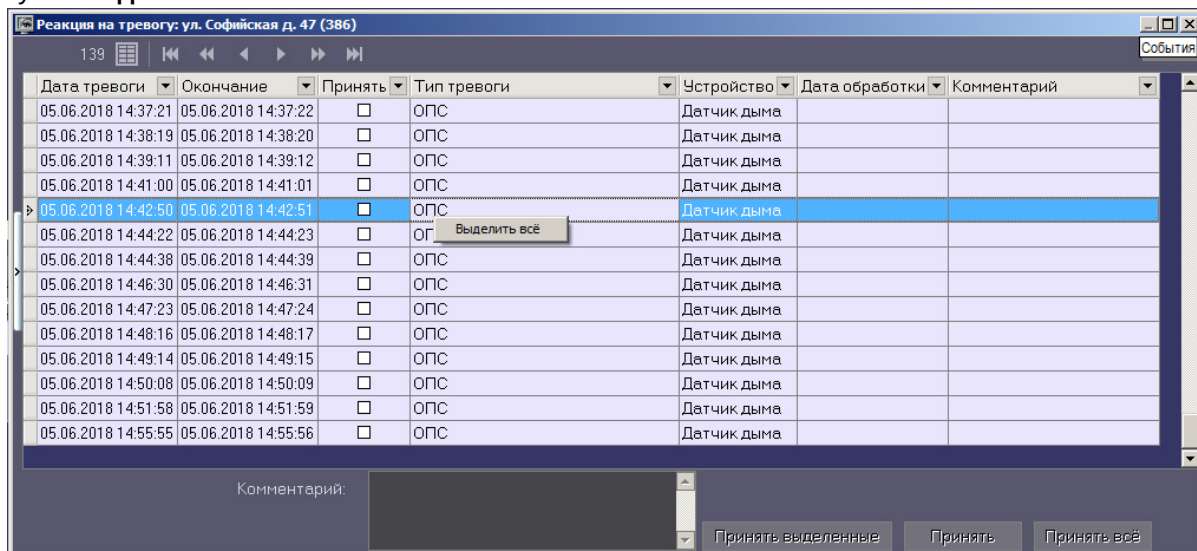 Реакция на тревогу: ул. Софийская д. 47 (386)
139
События
Дата тревоги Окончание Принять Тип тревоги Устройство Дата обработки Комментарий
05.06.2018 14:37:21 05.06.2018 14:37:22 ОПС Датчик дыма
05.06.2018 14:38:19 05.06.2018 14:38:20 ОПС Датчик дыма
05.06.2018 14:39:11 05.06.2018 14:39:12 ОПС Датчик дыма
05.06.2018 14:41:00 05.06.2018 14:41:01 ОПС Датчик дыма
05.06.2018 14:42:50 05.06.2018 14:42:51 ОПС Датчик дыма
Выделить всё
05.06.2018 14:44:22 05.06.2018 14:44:23 Датчик дыма
05.06.2018 14:44:38 05.06.2018 14:44:39 ОПС Датчик дыма
05.06.2018 14:46:30 05.06.2018 14:46:31 ОПС Датчик дыма
05.06.2018 14:47:23 05.06.2018 14:47:24 ОПС Датчик дыма
05.06.2018 14:48:16 05.06.2018 14:48:17 ОПС Датчик дыма
05.06.2018 14:49:14 05.06.2018 14:49:15 ОПС Датчик дыма
05.06.2018 14:50:08 05.06.2018 14:50:09 ОПС Датчик дыма
05.06.2018 14:51:58 05.06.2018 14:51:59 ОПС Датчик дыма
05.06.2018 14:55:55 05.06.2018 14:55:56 ОПС Датчик дыма
Комментарий:
Принять выделенные Принять Принять всё